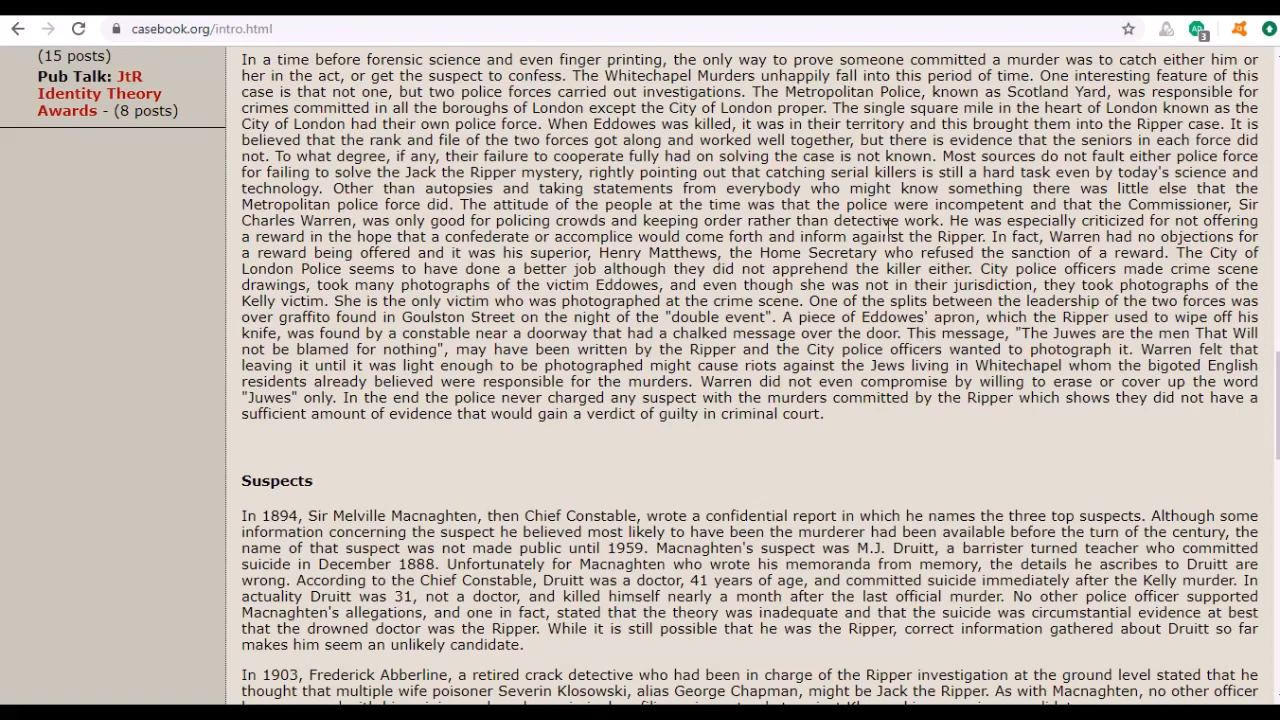 casebook.org/intro.html
3
(15 posts)
Pub Talk: JtR
Identity Theory
Awards - (8 posts)
In a time before forensic science and even finger printing, the only way to prove someone committed a murder was to catch either him or
her in the act, or get the suspect to confess. The Whitechapel Murders unhappily fall into this period of time. One interesting feature of this
case is that not one, but two police forces carried out investigations. The Metropolitan Police, known as Scotland Yard, was responsible for
crimes committed in all the boroughs of London except the City of London proper. The single square mile in the heart of London known as the
City of London had their own police force. When Eddowes was killed, it was in their territory and this brought them into the Ripper case. It is
believed that the rank and file of the two forces got along and worked well together, but there is evidence that the seniors in each force did
not. To what degree, if any, their failure to cooperate fully had on solving the case is not known. Most sources do not fault either police force
for failing to solve the Jack the Ripper mystery, rightly pointing out that catching serial killers is still a hard task even by today's science and
technology. Other than autopsies and taking statements from everybody who might know something there was little else that the
Metropolitan police force did. The attitude of the people at the time was that the police were incompetent and that the Commissioner, Sir
Charles Warren, was only good for policing crowds and keeping order rather than detective work. He was especially criticized for not offering
a reward in the hope that a confederate or accomplice would come forth and inform against the Ripper. In fact, Warren had no objections for
a reward being offered and it was his superior, Henry Matthews, the Home Secretary who refused the sanction of a reward. The City of
London Police seems to have done a better job although they did not apprehend the killer either. City police officers made crime scene
drawings, took many photographs of the victim Eddowes, and even though she was not in their jurisdiction, they took photographs of the
Kelly victim. She is the only victim who was photographed at the crime scene. One of the splits between the leadership of the two forces was
over graffito found in Goulston Street on the night of the "double event". A piece of Eddowes' apron, which the Ripper used to wipe off his
knife, was found by a constable near a doorway that had a chalked message over the door. This message, "The Juwes are the men That Will
not be blamed for nothing", may have been written by the Ripper and the City police officers wanted to photograph it. Warren felt that
leaving it until it was light enough to be photographed might cause riots against the Jews living in Whitechapel whom the bigoted English
residents already believed were responsible for the murders. Warren did not even compromise by willing to erase or cover up the word
"Juwes" only. In the end the police never charged any suspect with the murders committed by the Ripper which shows they did not have a
sufficient amount of evidence that would gain a verdict of guilty in criminal court.
Suspects
In 1894, Sir Melville Macnaghten, then Chief Constable, wrote a confidential report in which he names the three top suspects. Although some
information concerning the suspect he believed most likely to have been the murderer had been available before the turn of the century, the
name of that suspect was not made public until 1959. Macnaghten's suspect was M.J. Druitt, a barrister turned teacher who committed
suicide in December 1888. Unfortunately for Macnaghten who wrote his memoranda from memory, the details he ascribes to Druitt are
wrong. According to the Chief Constable, Druitt was a doctor, 41 years of age, and committed suicide immediately after the Kelly murder. In
actuality Druitt was 31, not a doctor, and killed himself nearly a month after the last official murder. No other police officer supported
Macnaghten's allegations, and one in fact, stated that the theory was inadequate and that the suicide was circumstantial evidence at best
that the drowned doctor was the Ripper. While it is still possible that he was the Ripper, correct information gathered about Druitt so far
makes him seem an unlikely candidate.
In 1903, Frederick Abberline, a retired crack detective who had been in charge of the Ripper investigation at the ground level stated that he
thought that multiple wife poisoner Severin Klosowski, alias George Chapman, might be Jack the Ripper. As with Macnaghten, no other officer